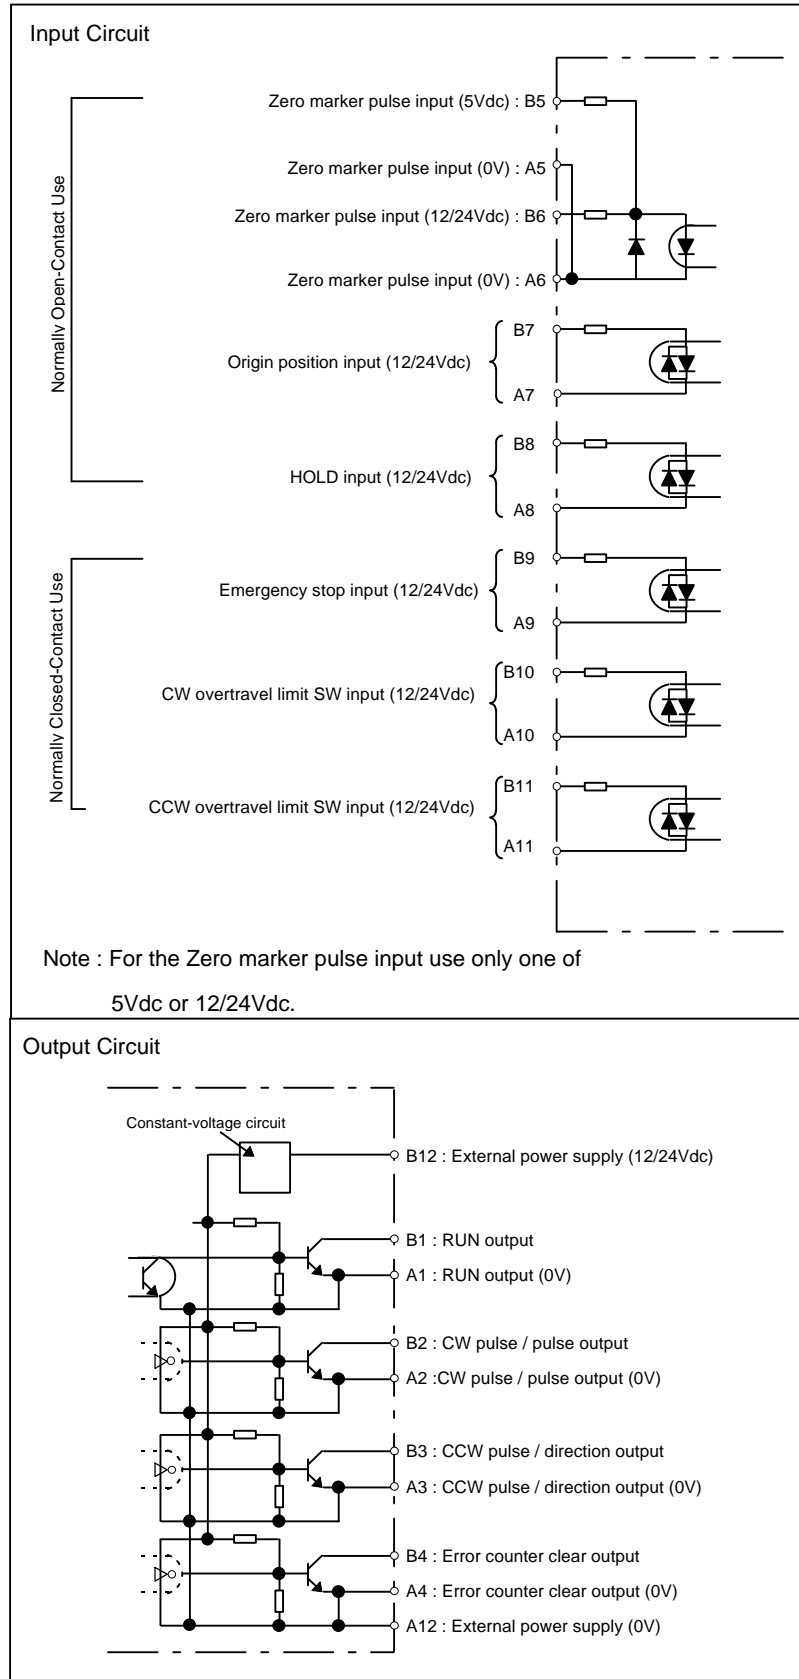 Input Circuit
Normally Open-Contact Use
Zero marker pulse input (5Vdc) : B5
Zero marker pulse input (0V) : A5
Zero marker pulse input (12/24Vdc) : B6
Zero marker pulse input (0V) : A6
B7
Origin position input (12/24Vdc)
A7
B8
HOLD input (12/24Vdc)
A8
Normally Closed-Contact Use
B9
Emergency stop input (12/24Vdc)
A9
B10
CW overtravel limit SW input (12/24Vdc)
A10
B11
CCW overtravel limit SW input (12/24Vdc)
A11
Note : For the Zero marker pulse input use only one of
5Vdc or 12/24Vdc.
Output Circuit
Constant-voltage circuit
B12 : External power supply (12/24Vdc)
B1 : RUN output
A1 : RUN output (0V)
B2 : CW pulse / pulse output
A2 :CW pulse / pulse output (0V)
B3 : CCW pulse / direction output
A3 : CCW pulse / direction output (0V)
B4 : Error counter clear output
A4 : Error counter clear output (0V)
A12 : External power supply (0V)